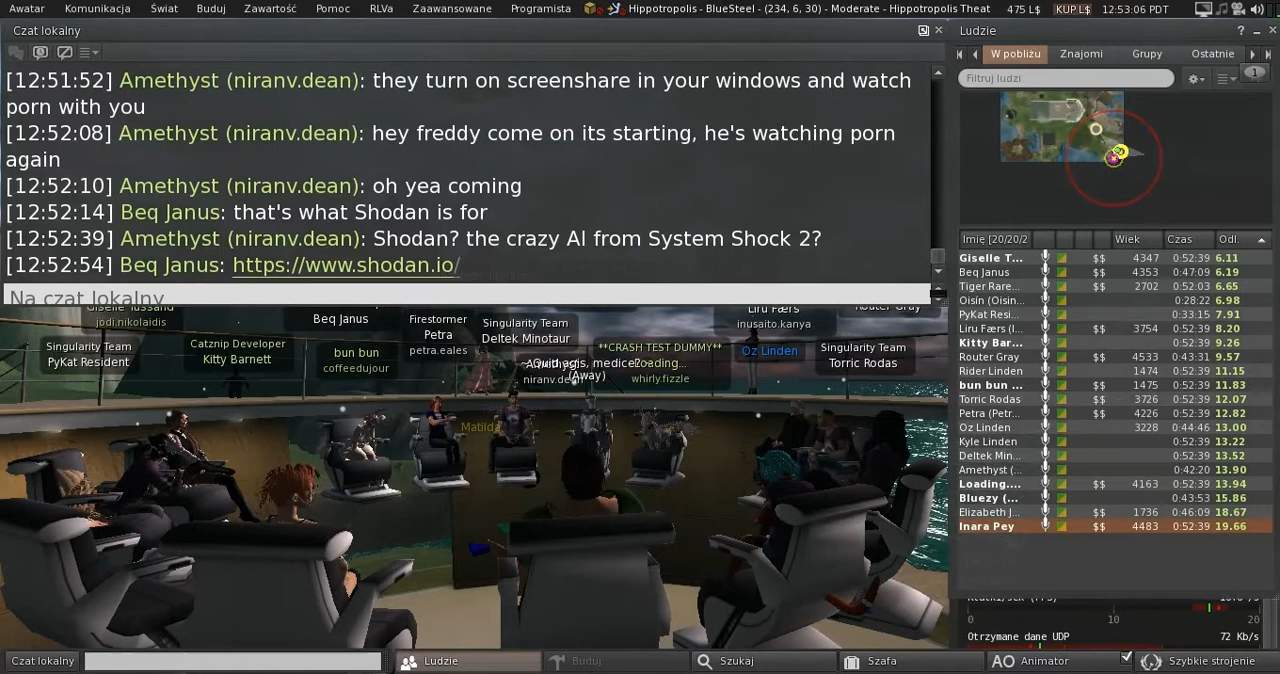 Awatar Komunikacja Świat Buduj Zawartość Pomoc RLVa Zaawansowane Programista Hippotropolis - BlueSteel - (234, 6, 30) - Moderate - Hippotropolis Theat 475 L$ KUP L$ 12:53:06 PDT
Czat lokalny
[12:51:52] Amethyst (niranv.dean): they turn on screenshare in your windows and watch
porn with you
[12:52:08] Amethyst (niranv.dean): hey freddy come on its starting, he's watching porn
again
[12:52:10] Amethyst (niranv.dean): oh yea coming
[12:52:14] Beq Janus: that's what Shodan is for
[12:52:39] Amethyst (niranv.dean): Shodan? the crazy AI from System Shock 2?
[12:52:54] Beq Janus: https://www.shodan.io/
Na czat lokalny
Ludzie
W pobliżu Znajomi Grupy Ostatnie
Filtruj ludzi
1
Imię [20/20/2 Wiek Czas Odl.
Giselle T... $$ 4347 0:52:39 6.11
Beq Janus $$ 4353 0:47:09 6.19
Tiger Rare... $$ 2702 0:52:03 6.65
Oisín (Oisin... 0:28:22 6.98
PyKat Resi... 0:33:15 7.91
Liru Færs (I... $$ 3754 0:52:39 8.20
Kitty Bar... 0:52:39 9.26
Router Gray $$ 4533 0:43:31 9.57
Rider Linden 1474 0:52:39 11.15
bun bun ... $$ 1475 0:52:39 11.83
Torric Rodas $$ 3726 0:52:39 12.07
Petra (Petr... $$ 4226 0:52:39 12.82
Oz Linden 3228 0:44:46 13.00
Kyle Linden 0:52:39 13.22
Deltek Min... 0:52:39 13.52
Amethyst (... 0:42:20 13.90
Loading.... $$ 4163 0:52:39 13.94
Bluezy (... 0:43:53 15.86
Elizabeth J... $$ 1736 0:46:09 18.67
Inara Pey $$ 4483 0:52:39 19.66
jodi.nikolaidis
Singularity Team
PyKat Resident
Catznip Developer
Kitty Barnett
Beq Janus
bun bun
coffeedujour
Firestormer
Petra
petra.eales
Singularity Team
Deltek Minotaur
(Away)
**CRASH TEST DUMMY**
whirly.fizzle
Liru Færs
inusaito.kanya
Oz Linden
Router Gray
Singularity Team
Torric Rodas
Matilda
0 10 20
Otrzymane dane UDP 72 Kb/s
Czat lokalny Ludzie Buduj Szukaj Szafa AO Animator Szybkie strojenie